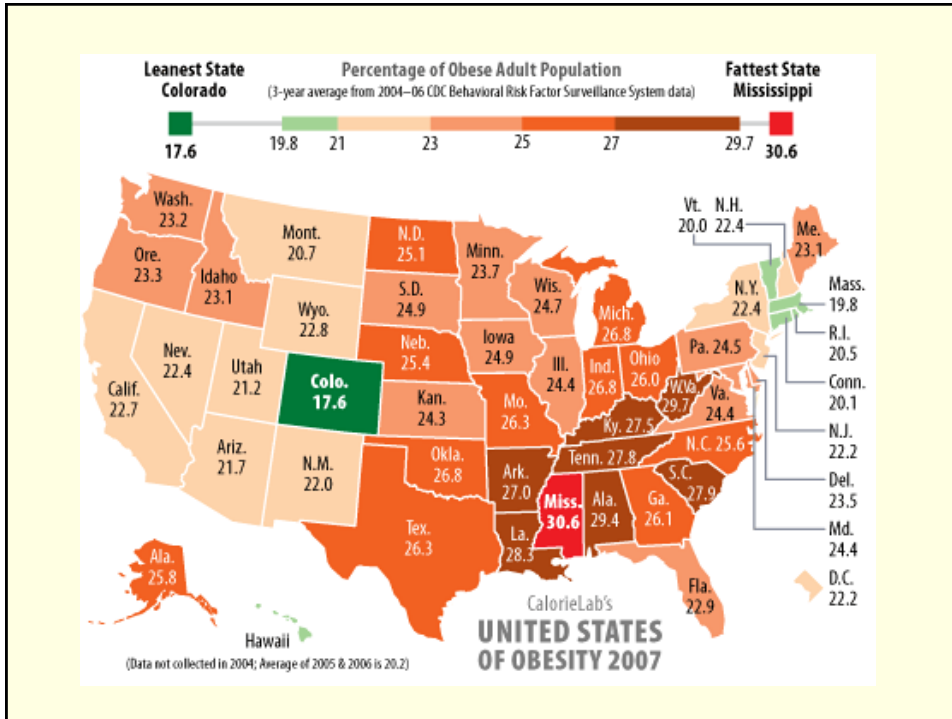 Leanest State
Colorado
17.6
Percentage of Obese Adult Population
(3-year average from 2004–06 CDC Behavioral Risk Factor Surveillance System data)
19.8
21
23
25
27
29.7
Fattest State
Mississippi
30.6
Wash.
23.2
Ore.
23.3
Idaho
23.1
Mont.
20.7
Wyo.
22.8
Nev.
22.4
Utah
21.2
Calif.
22.7
Colo.
17.6
Ariz.
21.7
N.M.
22.0
N.D.
25.1
S.D.
24.9
Neb.
25.4
Kan.
24.3
Okla.
26.8
Tex.
26.3
Minn.
23.7
Iowa
24.9
Mo.
26.3
Ark.
27.0
La.
28.3
Wis.
24.7
Ill.
24.4
Mich.
26.8
Ind.
26.8
Ohio
26.0
Ky. 27.5
Tenn. 27.8
Miss.
30.6
Ala.
29.4
Ga.
26.1
Fla.
22.9
S.C.
27.9
N.C. 25.6
Va.
24.4
W.Va.
29.7
Pa. 24.5
N.Y.
22.4
Vt.
20.0
N.H.
22.4
Me.
23.1
Mass.
19.8
R.I.
20.5
Conn.
20.1
N.J.
22.2
Del.
23.5
Md.
24.4
D.C.
22.2
Ala.
25.8
Hawaii
(Data not collected in 2004; Average of 2005 & 2006 is 20.2)
CalorieLab's
UNITED STATES
OF OBESITY 2007